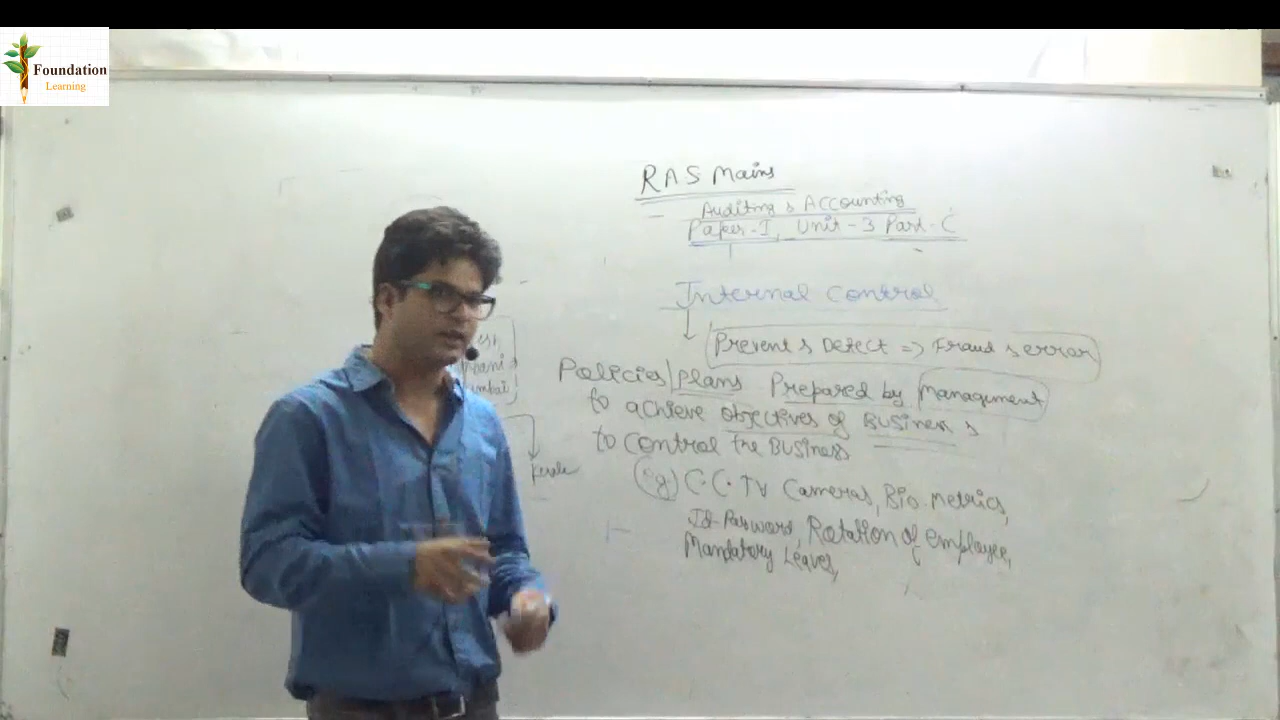 Foundation
Learning
RAS Mains
Auditing & Accounting
Paper-I, Unit-3 Part-C
Internal Control
Prevent & Detect => Fraud & error
Policies/Plans Prepared by Management
to achieve objectives of Business &
to control the Business
(eg) C.C.TV Cameras, Bio.Metrics,
Id-Password, Rotation of employee,
Mandatory Leaves,